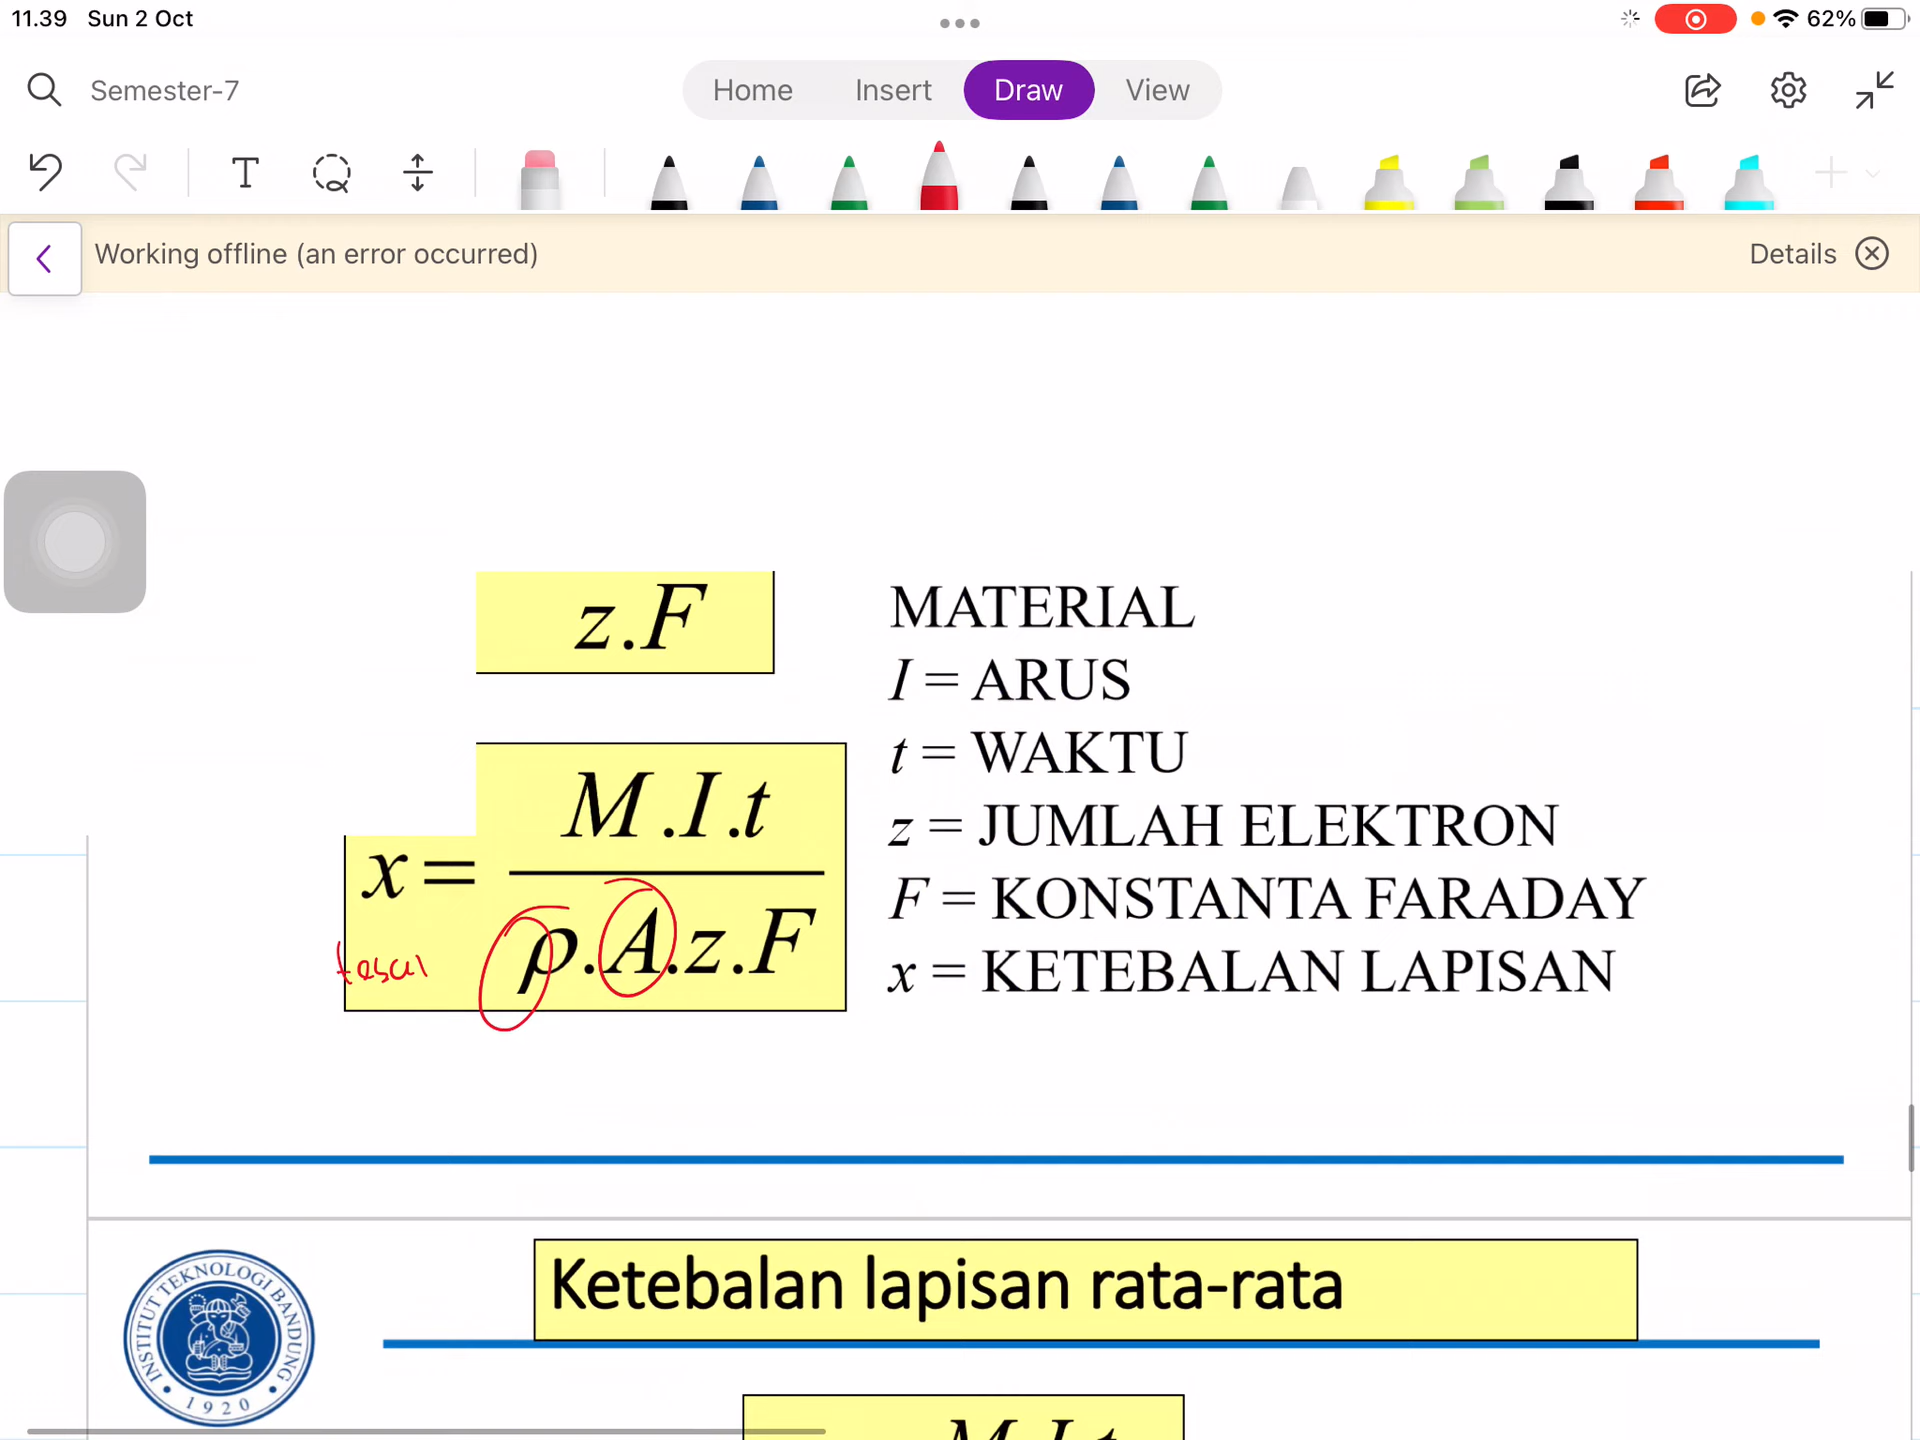 11.39 Sun 2 Oct
62%
Semester-7
Home Insert Draw View
T
Working offline (an error occurred)
Details
z.F
MATERIAL
I = ARUS
t = WAKTU
z = JUMLAH ELEKTRON
F = KONSTANTA FARADAY
x = KETEBALAN LAPISAN
x = M.I.t
ρ.A.z.F
tebal
Ketebalan lapisan rata-rata
INSTITUT TEKNOLOGI BANDUNG
1920
M.I.t